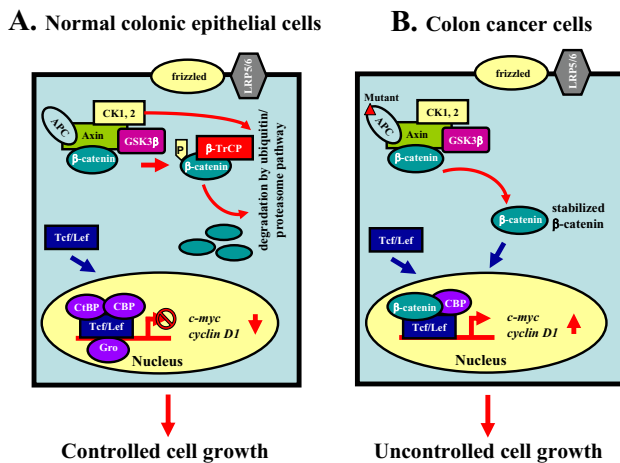 A. Normal colonic epithelial cells
frizzled
LRP5/6
CK1, 2
APC
Axin
GSK3β
β-catenin
P
β-TrCP
β-catenin
degradation by ubiquitin/
proteasome pathway
Tcf/Lef
CtBP
CBP
Tcf/Lef
Gro
c-myc
cyclin D1
Nucleus
Controlled cell growth
B. Colon cancer cells
frizzled
LRP5/6
Mutant
CK1, 2
APC
Axin
GSK3β
β-catenin
β-catenin
stabilized
β-catenin
Tcf/Lef
β-catenin
CBP
Tcf/Lef
c-myc
cyclin D1
Nucleus
Uncontrolled cell growth